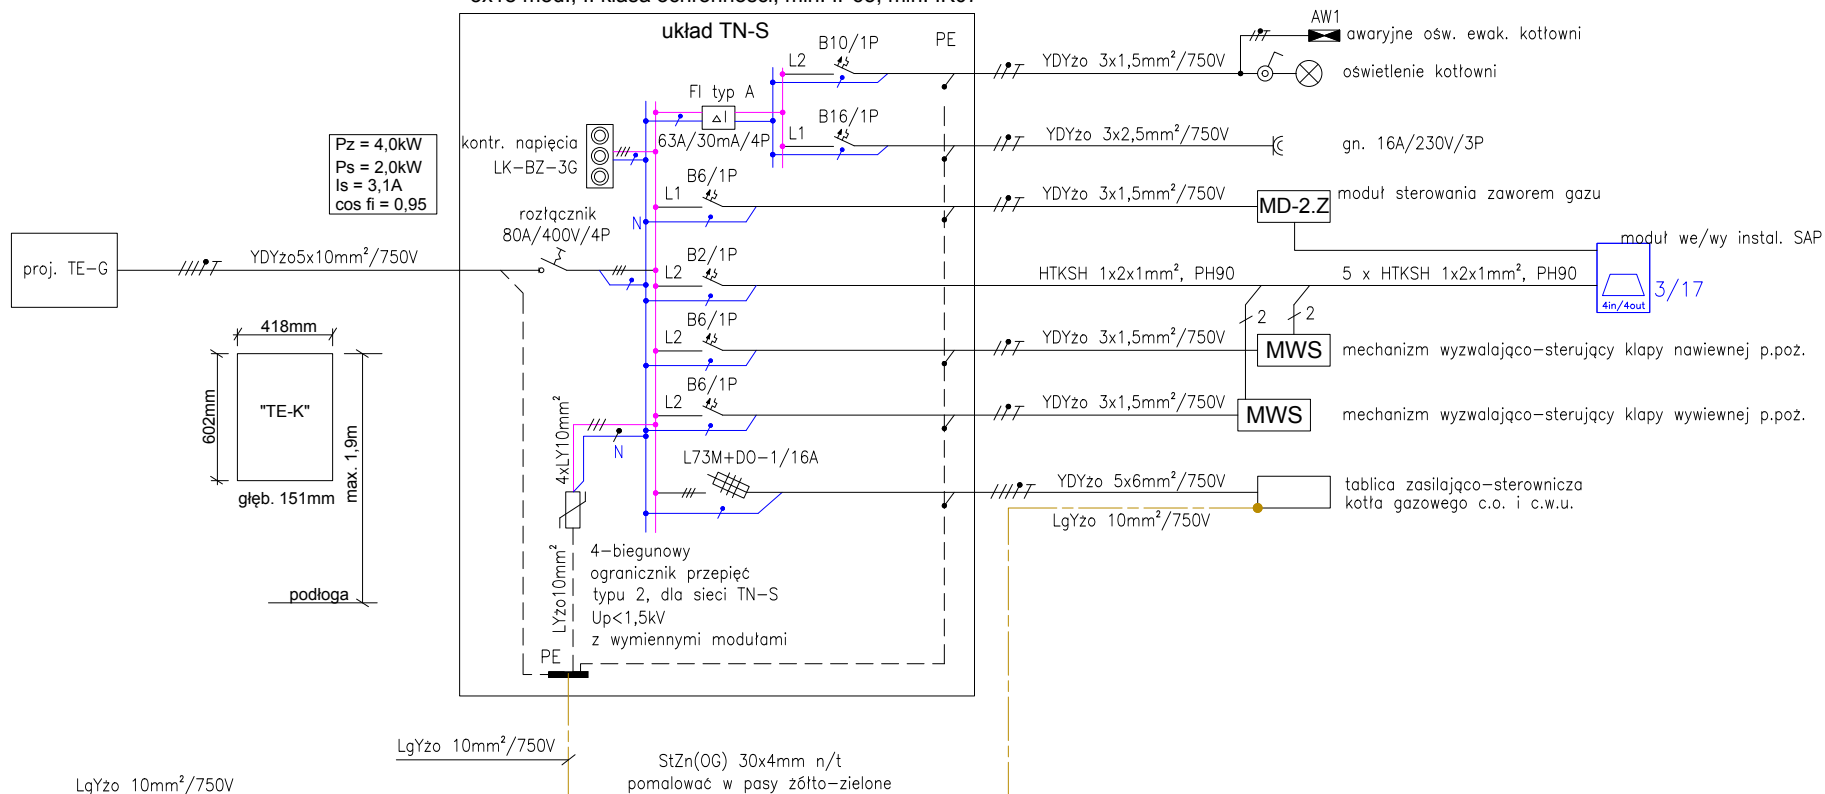 układ TN-S
PE
AW1
awaryjne ośw. ewak. kotłowni
B10/1P
L2
YDYżo 3x1,5mm²/750V
oświetlenie kotłowni
FI typ A
63A/30mA/4P
B16/1P
L1
YDYżo 3x2,5mm²/750V
gn. 16A/230V/3P
kontr. napięcia
LK-BZ-3G
Pz = 4,0kW
Ps = 2,0kW
Is = 3,1A
cos fi = 0,95
B6/1P
L1
N
YDYżo 3x1,5mm²/750V
MD-2.Z
moduł sterowania zaworem gazu
rozłącznik
80A/400V/4P
proj. TE-G
YDYżo5x10mm²/750V
B2/1P
L2
HTKSH 1x2x1mm², PH90
5 x HTKSH 1x2x1mm², PH90
moduł we/wy instal. SAP
4in/4out
3/17
2
2
B6/1P
L2
YDYżo 3x1,5mm²/750V
MWS
mechanizm wyzwalająco-sterujący klapy nawiewnej p.poż.
B6/1P
L2
YDYżo 3x1,5mm²/750V
MWS
mechanizm wyzwalająco-sterujący klapy wywiewnej p.poż.
418mm
602mm
"TE-K"
max. 1,9m
głęb. 151mm
podłoga
4xLY10mm²
N
L73M+DO-1/16A
YDYżo 5x6mm²/750V
tablica zasilająco-sterownicza
kotła gazowego c.o. i c.w.u.
LgYżo 10mm²/750V
LYżo10mm²
4-biegunowy
ogranicznik przepięć
typu 2, dla sieci TN-S
Up<1,5kV
z wymiennymi modułami
PE
LgYżo 10mm²/750V
StZn(OG) 30x4mm n/t
pomalować w pasy żółto-zielone
LgYżo 10mm²/750V